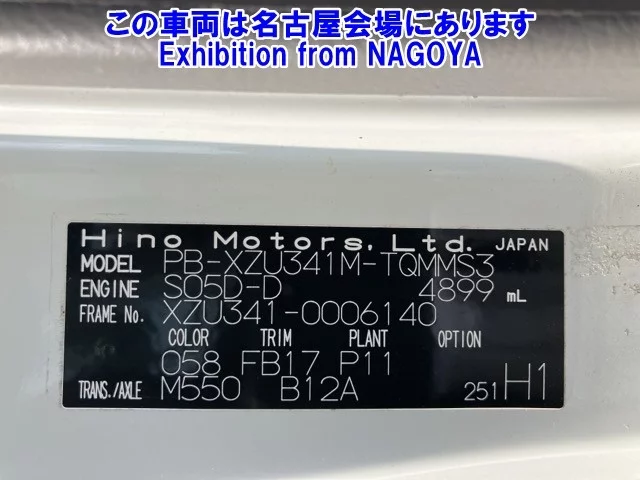 この車両は名古屋会場にあります
Exhibition from NAGOYA
Hino Motors, Ltd. JAPAN
MODEL PB-XZU341M-TQMMS3
ENGINE S05D-D 4899 mL
FRAME No. XZU341-0006140
COLOR TRIM PLANT OPTION
058 FB17 P11
TRANS./AXLE M550 B12A 251 H1